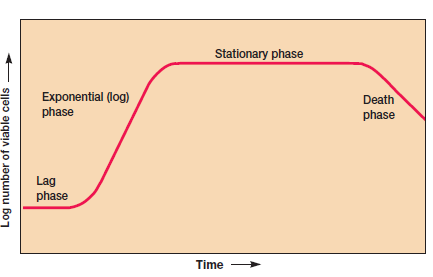 Stationary phase
Exponential (log)
phase
Death
phase
Lag
phase
Log number of viable cells
Time